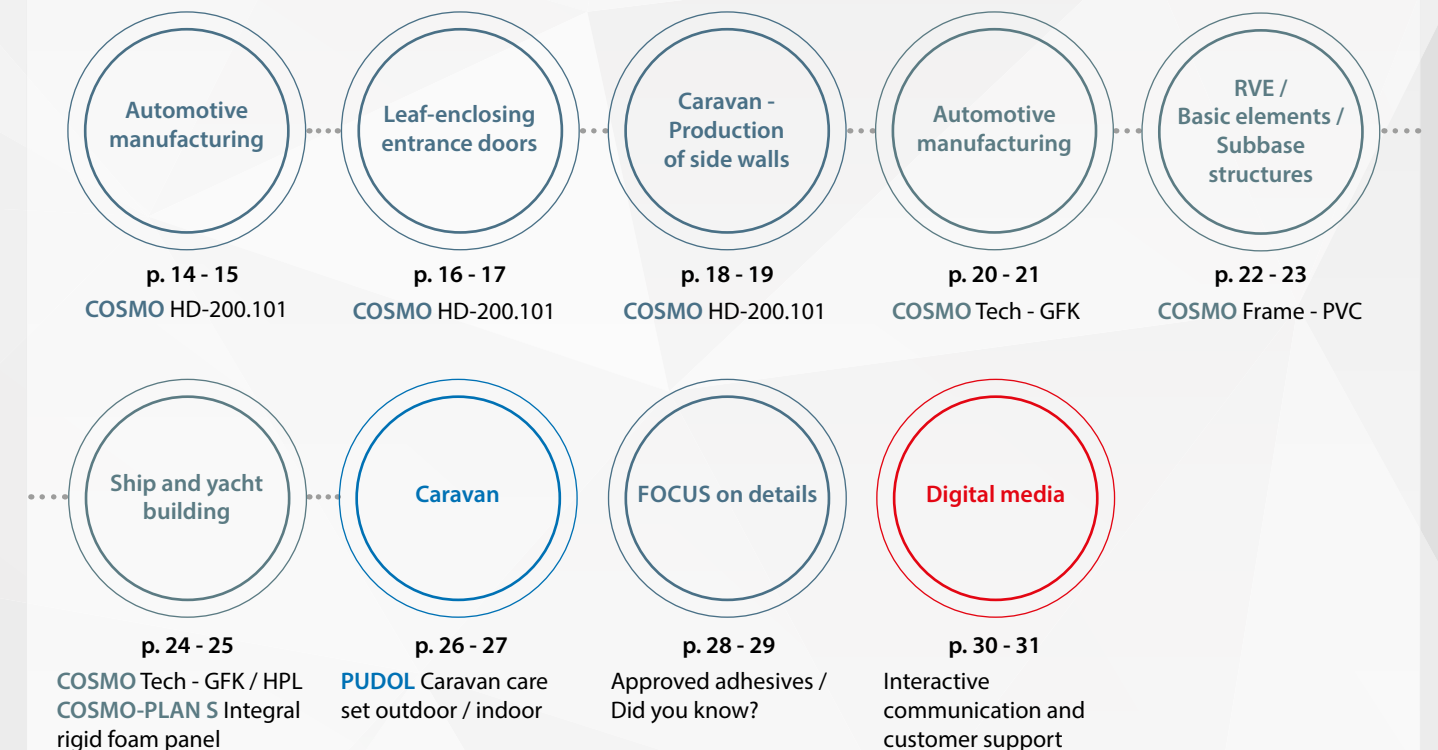 Automotive
manufacturing
p. 14 - 15
COSMO HD-200.101
Leaf-enclosing
entrance doors
p. 16 - 17
COSMO HD-200.101
Caravan -
Production
of side walls
p. 18 - 19
COSMO HD-200.101
Automotive
manufacturing
p. 20 - 21
COSMO Tech - GFK
RVE /
Basic elements /
Subbase
structures
p. 22 - 23
COSMO Frame - PVC
Ship and yacht
building
p. 24 - 25
COSMO Tech - GFK / HPL
COSMO-PLAN S Integral
rigid foam panel
Caravan
p. 26 - 27
PUDOL Caravan care
set outdoor / indoor
FOCUS on details
p. 28 - 29
Approved adhesives /
Did you know?
Digital media
p. 30 - 31
Interactive
communication and
customer support